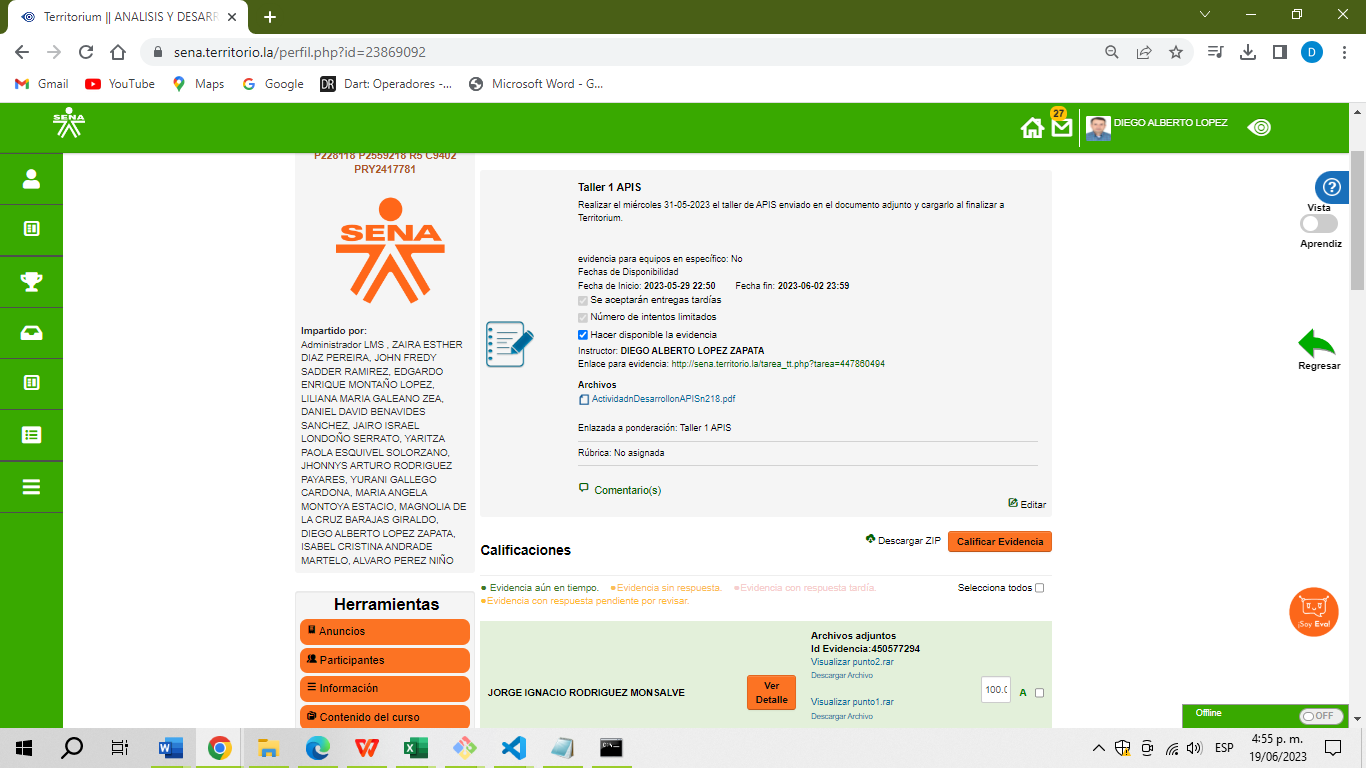 Territorium || ANALISIS Y DESARR
sena.territorio.la/perfil.php?id=23869092
D
Gmail
YouTube
Maps
Google
DR
Dart: Operadores -...
Microsoft Word - G...
SENA
27
DIEGO ALBERTO LOPEZ
P228118 P2559218 R5 C9402
PRY2417781
SENA
Impartido por:
Administrador LMS , ZAIRA ESTHER
DIAZ PEREIRA, JOHN FREDY
SADDER RAMIREZ, EDGARDO
ENRIQUE MONTAÑO LOPEZ,
LILIANA MARIA GALEANO ZEA,
DANIEL DAVID BENAVIDES
SANCHEZ, JAIRO ISRAEL
LONDOÑO SERRATO, YARITZA
PAOLA ESQUIVEL SOLORZANO,
JHONNYS ARTURO RODRIGUEZ
PAYARES, YURANI GALLEGO
CARDONA, MARIA ANGELA
MONTOYA ESTACIO, MAGNOLIA DE
LA CRUZ BARAJAS GIRALDO,
DIEGO ALBERTO LOPEZ ZAPATA,
ISABEL CRISTINA ANDRADE
MARTELO, ALVARO PEREZ NIÑO
Herramientas
Anuncios
Participantes
Información
Contenido del curso
Taller 1 APIS
Realizar el miércoles 31-05-2023 el taller de APIS enviado en el documento adjunto y cargarlo al finalizar a
Territorium.
evidencia para equipos en específico: No
Fechas de Disponibilidad
Fecha de Inicio: 2023-05-29 22:50 Fecha fin: 2023-06-02 23:59
Se aceptarán entregas tardías
Número de intentos limitados
Hacer disponible la evidencia
Instructor: DIEGO ALBERTO LOPEZ ZAPATA
Enlace para evidencia: http://sena.territorio.la/tarea_tt.php?tarea=447860494
Archivos
ActividadnDesarrollonAPISn218.pdf
Enlazada a ponderación: Taller 1 APIS
Rúbrica: No asignada
Comentario(s)
Editar
Calificaciones
Descargar ZIP
Calificar Evidencia
Evidencia aún en tiempo. Evidencia sin respuesta. Evidencia con respuesta tardía.
Evidencia con respuesta pendiente por revisar.
Selecciona todos
JORGE IGNACIO RODRIGUEZ MONSALVE
Ver
Detalle
Archivos adjuntos
Id Evidencia:450577294
Visualizar punto2.rar
Descargar Archivo
Visualizar punto1.rar
Descargar Archivo
100.0
A
?
Vista
Aprendiz
Regresar
¡Soy Eva!
Offline
OFF
ESP
4:55 p. m.
19/06/2023